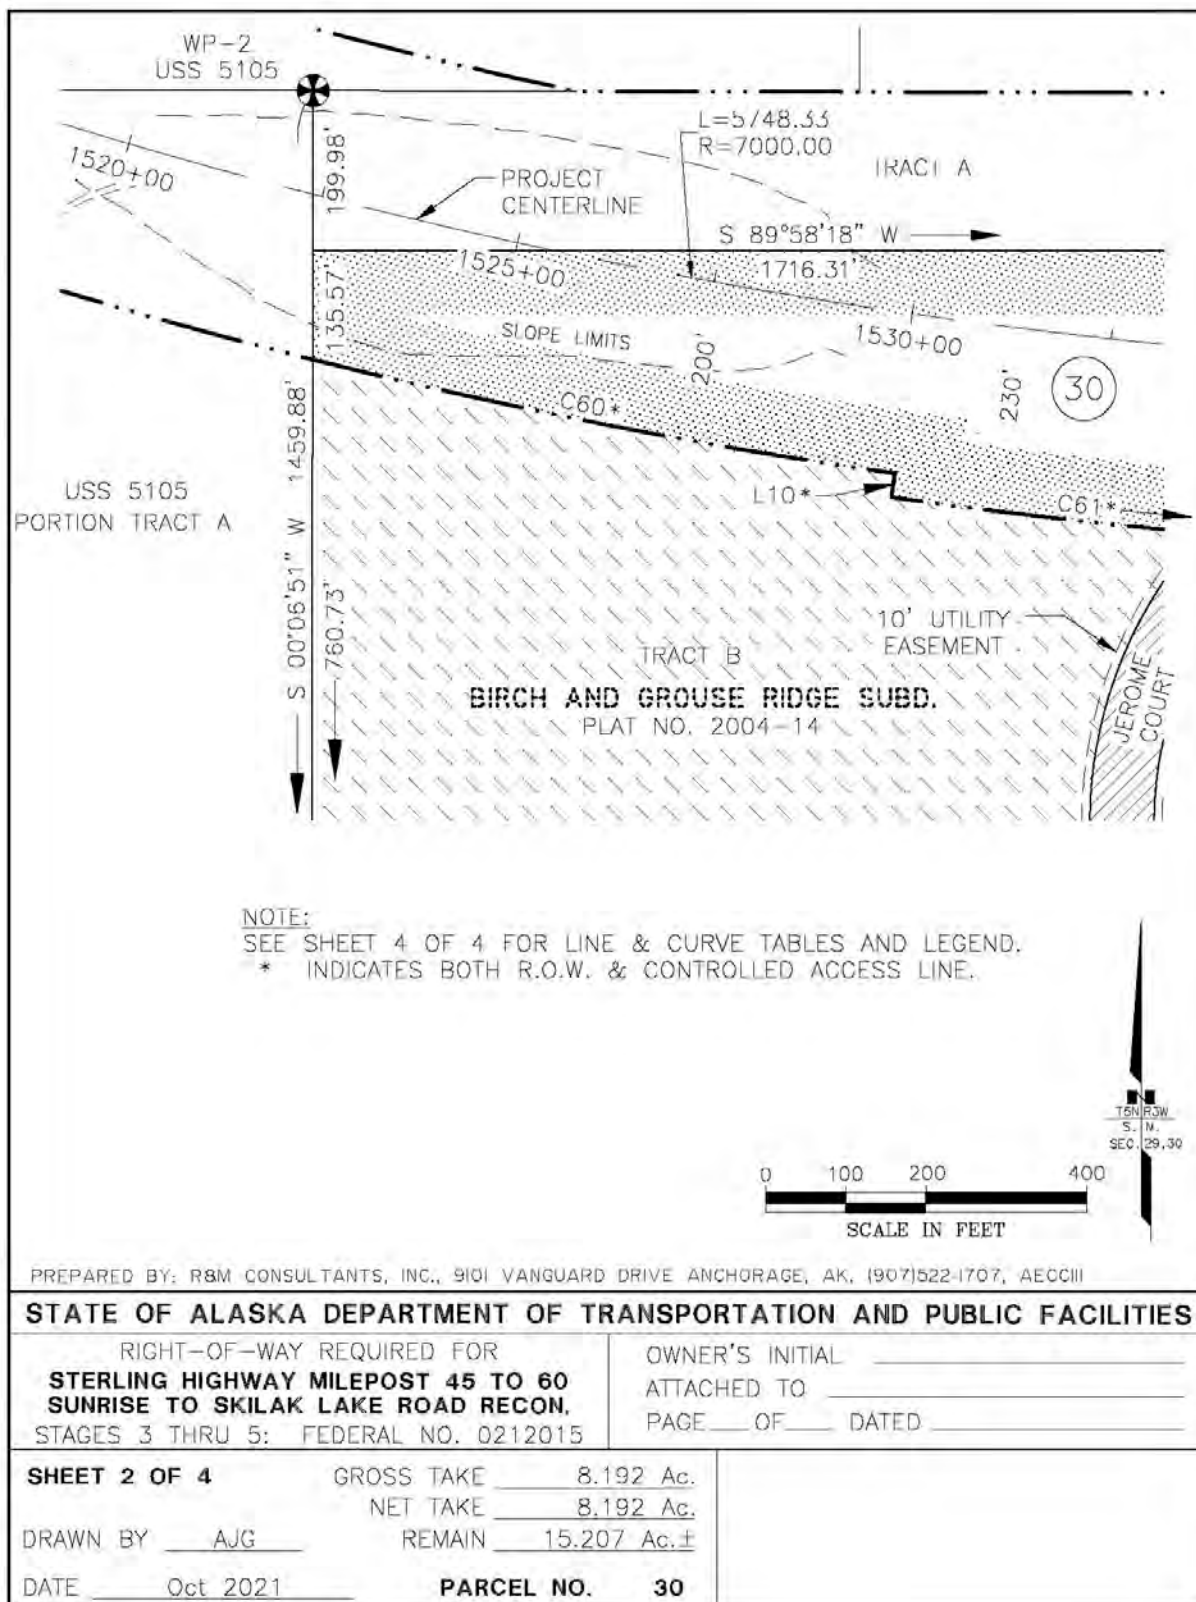 WP-2
USS 5105
L=5748.33
R=7000.00
TRACT A
1520+00
199.98'
PROJECT
CENTERLINE
S 89°58'18" W
1716.31'
1525+00
135.57'
SLOPE LIMITS
200'
1530+00
230'
30
C60*
L10*
C61*
USS 5105
PORTION TRACT A
S 00°06'51" W 1459.88'
760.73'
10' UTILITY
EASEMENT
JEROME
COURT
TRACT B
BIRCH AND GROUSE RIDGE SUBD.
PLAT NO. 2004-14
NOTE:
SEE SHEET 4 OF 4 FOR LINE & CURVE TABLES AND LEGEND.
* INDICATES BOTH R.O.W. & CONTROLLED ACCESS LINE.
N
T5N R3W
S. M.
SEC. 29,30
0 100 200 400
SCALE IN FEET
PREPARED BY: R&M CONSULTANTS, INC., 9101 VANGUARD DRIVE ANCHORAGE, AK, (907)522-1707, AECC111
STATE OF ALASKA DEPARTMENT OF TRANSPORTATION AND PUBLIC FACILITIES
RIGHT-OF-WAY REQUIRED FOR
STERLING HIGHWAY MILEPOST 45 TO 60
SUNRISE TO SKILAK LAKE ROAD RECON,
STAGES 3 THRU 5: FEDERAL NO. 0212015
OWNER'S INITIAL
ATTACHED TO
PAGE OF DATED
SHEET 2 OF 4
GROSS TAKE 8.192 Ac.
NET TAKE 8.192 Ac.
DRAWN BY AJG
REMAIN 15.207 Ac.±
DATE Oct 2021
PARCEL NO. 30